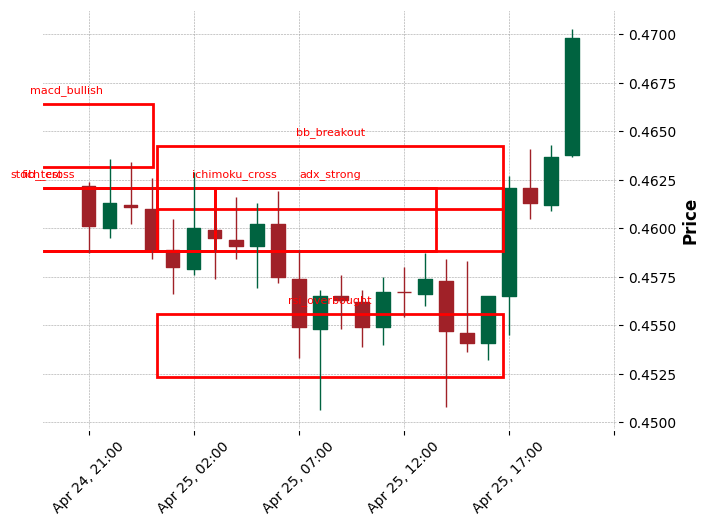 macd_bullish
bb_breakout
ichimoku_cross
adx_strong
0.4700
0.4675
0.4650
0.4625
0.4600
0.4575
0.4550
0.4525
0.4500
Price
Apr 24, 21:00
Apr 25, 02:00
Apr 25, 07:00
Apr 25, 12:00
Apr 25, 17:00